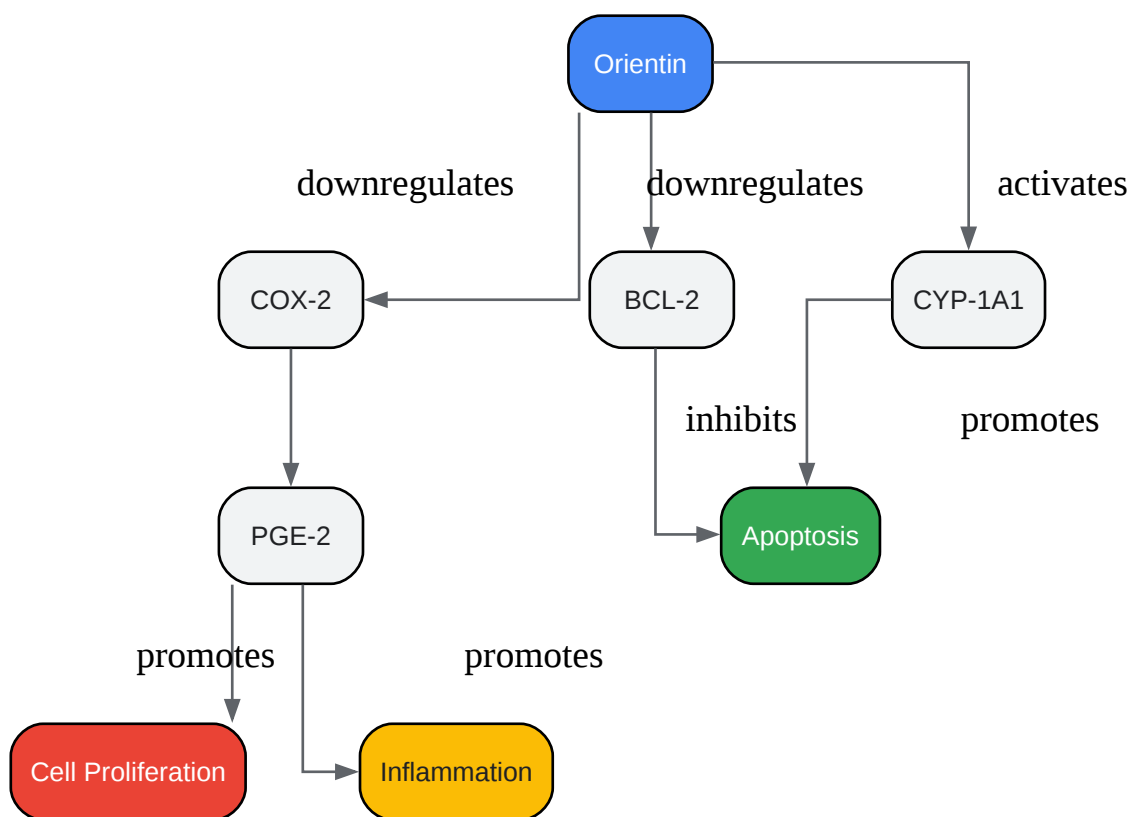 Orientin
downregulates
downregulates
activates
COX-2
BCL-2
CYP-1A1
inhibits
promotes
PGE-2
Apoptosis
promotes
promotes
Cell Proliferation
Inflammation